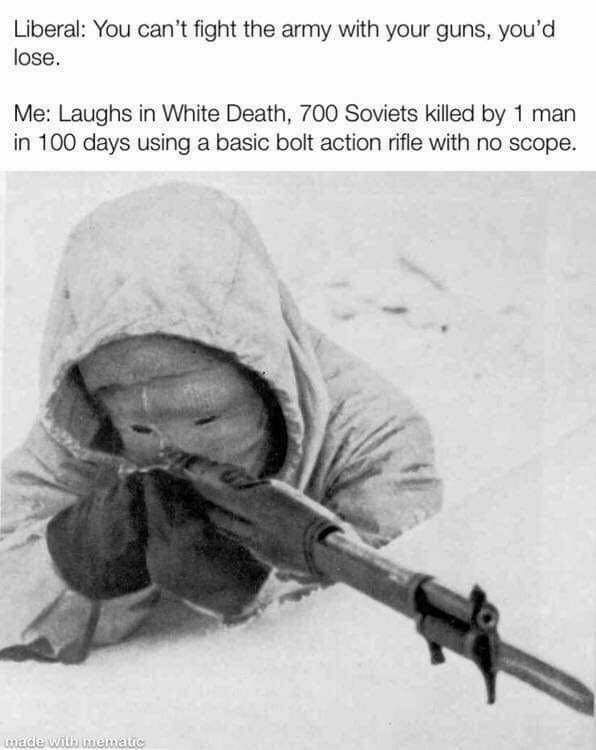 Liberal: You can’t fight the army with your guns, you’d
lose.
Me: Laughs in White Death, 700 Soviets killed by 1 man
in 100 days using a basic bolt action rifle with no scope.
made with mematic